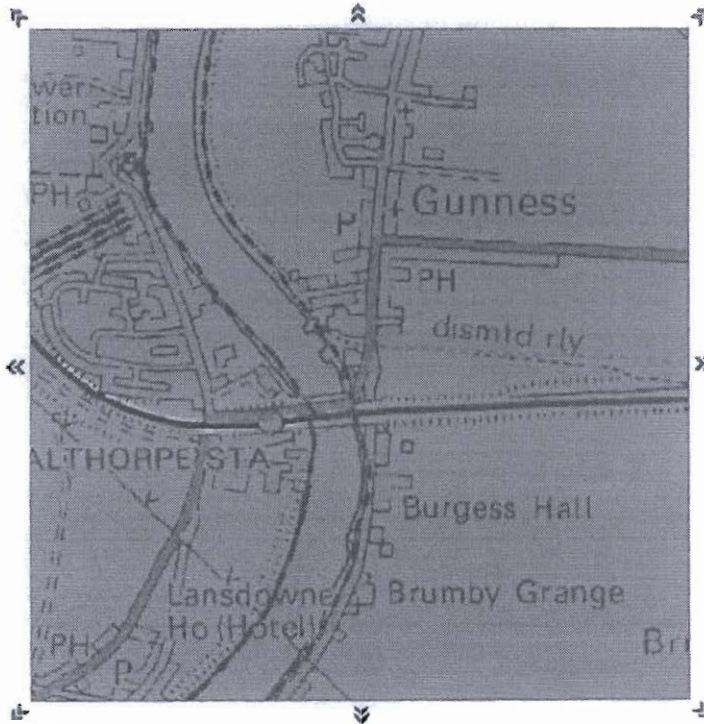 wer
tion
PH
Gunness
P
PH
dismtd rly
ALTHORPE STA
Burgess Hall
Lansdowne
Ho (Hotel)
Brumby Grange
PH
P
Br